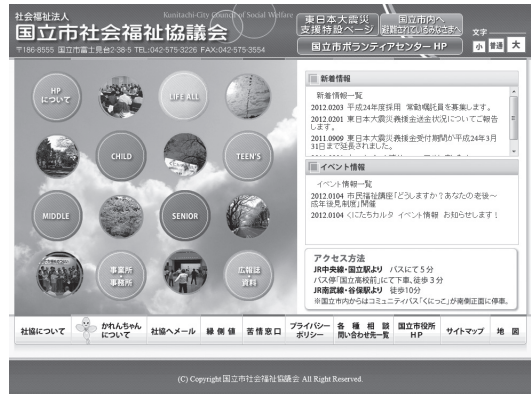 社会福祉法人
Kunitachi-City Council of Social Welfare
国立市社会福祉協議会
〒186-8555 国立市富士見台2-38-5 TEL:042-575-3226 FAX:042-575-3554
東日本大震災
支援特設ページ
国立市内へ
避難されているみなさまへ
国立市ボランティアセンター HP
文字
小 普通 大
HP
について
LIFE ALL
CHILD
TEEN'S
MIDDLE
SENIOR
事業所・
事務所
広報誌・
資料
新着情報
新着情報一覧
2012.0203 平成24年度採用 常勤嘱託員を募集します。
2012.0201 東日本大震災義援金送金状況についてご報告
します。
2011.0909 東日本大震災義援金受付期間が平成24年3月
31日まで延長されました。
イベント情報
イベント情報一覧
2012.0104 市民福祉講座「どうしますか?あなたの老後~
成年後見制度」開催
2012.0104 くにたちカルタ イベント情報 お知らせします!
アクセス方法
JR中央線・国立駅より バスにて5分
バス停「国立高校前」にて下車、徒歩3分
JR南武線・谷保駅より 徒歩10分
※国立市内からはコミュニティバス「くにっこ」が南側正面に停車。
社協について
かれんちゃん
について
社協へメール
縁側値
苦情窓口
プライバシー
ポリシー
各種相談
問い合わせ先一覧
国立市役所
HP
サイトマップ
地図
(C) Copyright 国立市社会福祉協議会 All Right Reserved.